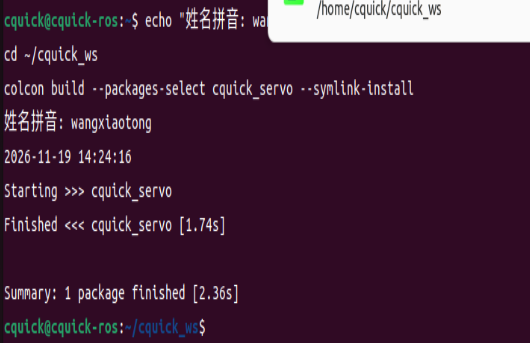 /home/cquick/cquick_ws
cquick@cquick-ros:~$ echo "姓名拼音: wa
cd ~/cquick_ws
colcon build --packages-select cquick_servo --symlink-install
姓名拼音: wangxiaotong
2026-11-19 14:24:16
Starting >>> cquick_servo
Finished <<< cquick_servo [1.74s]
Summary: 1 package finished [2.36s]
cquick@cquick-ros:~/cquick_ws$